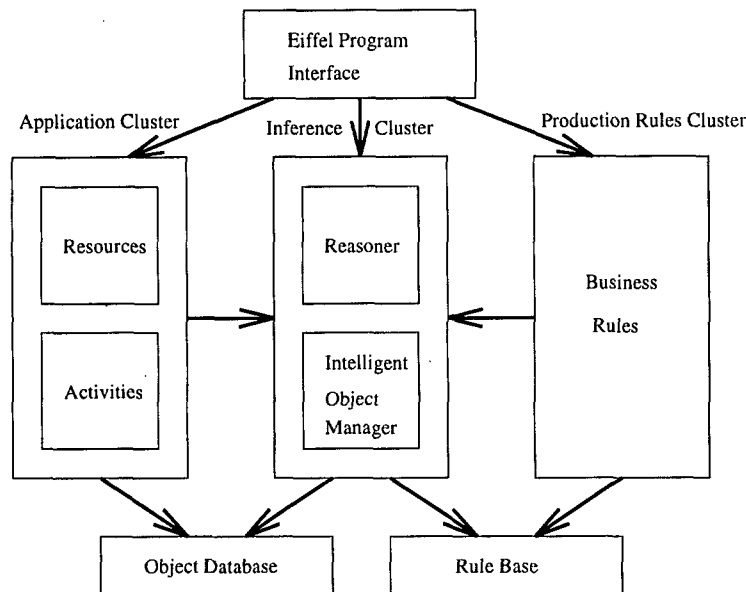 Eiffel Program
Interface
Application Cluster
Inference Cluster
Production Rules Cluster
Resources
Activities
Reasoner
Intelligent
Object
Manager
Business
Rules
Object Database
Rule Base